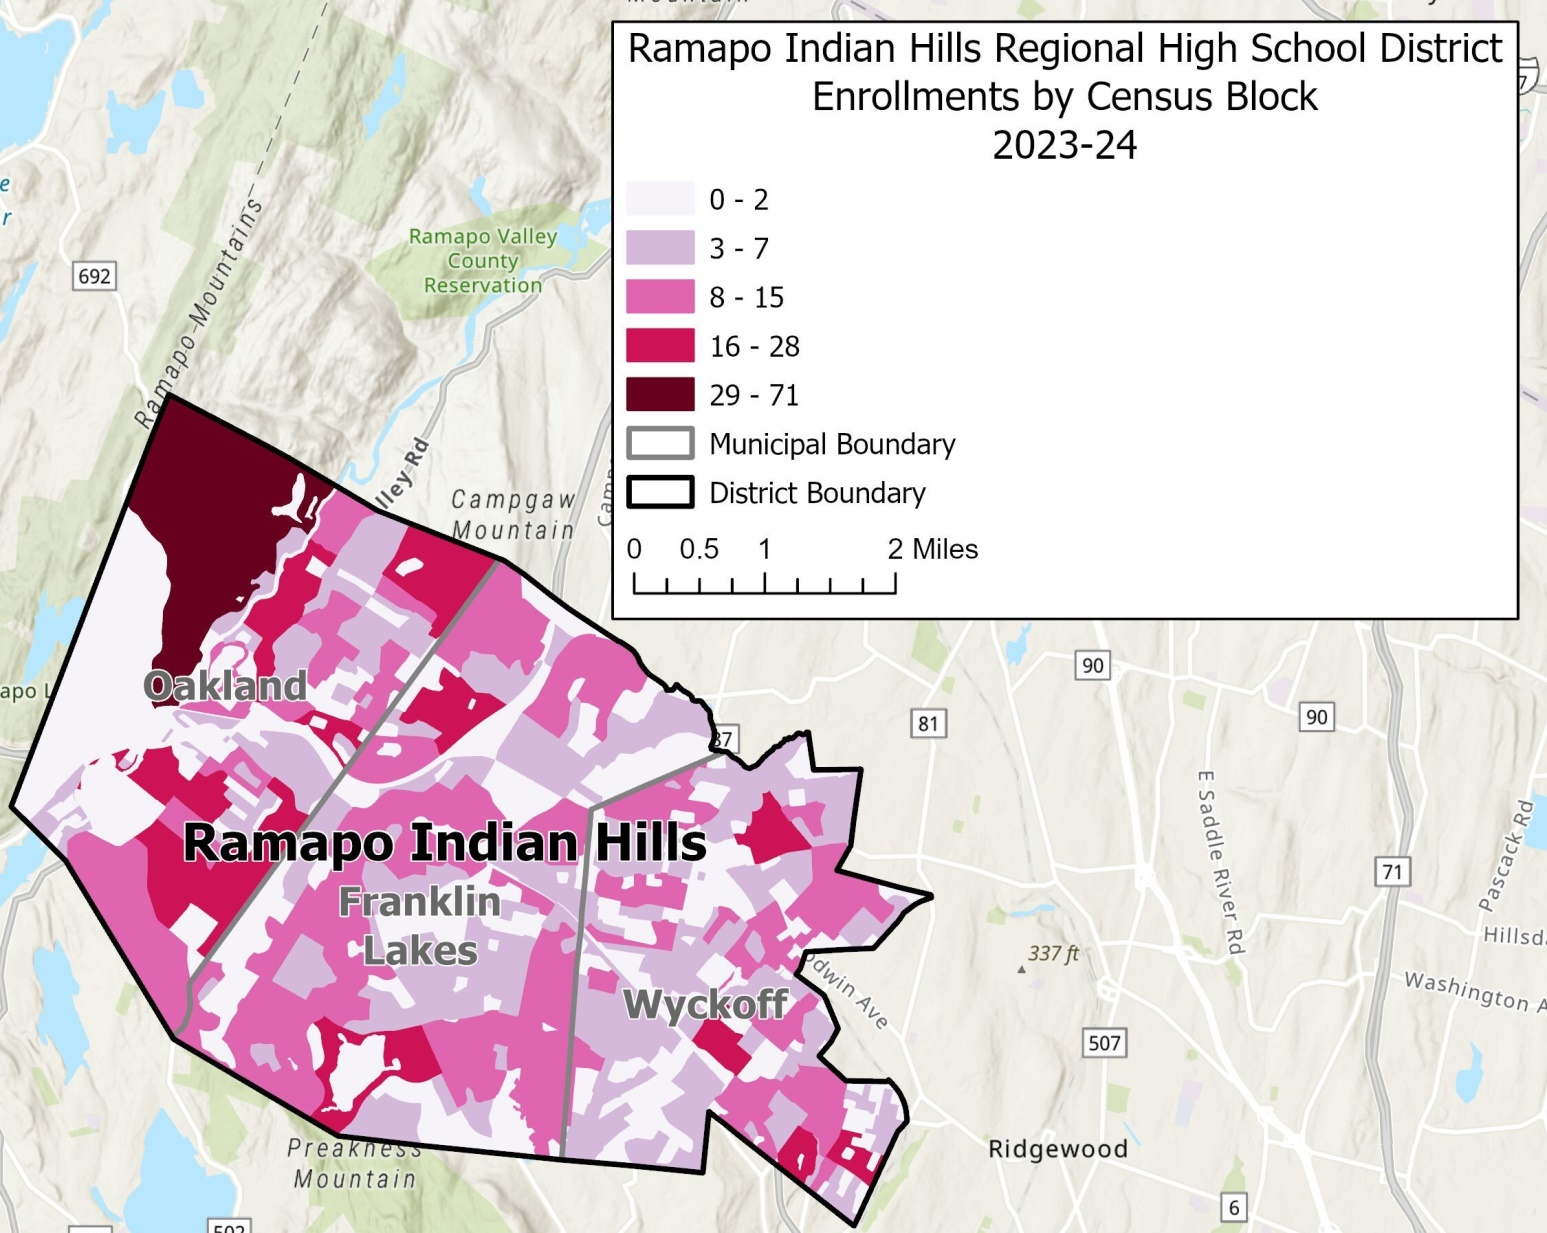 Ramapo Indian Hills Regional High School District
Enrollments by Census Block
2023-24
0 - 2
3 - 7
8 - 15
16 - 28
29 - 71
Municipal Boundary
District Boundary
0 0.5 1 2 Miles
Ramapo Valley
County
Reservation
692
Ramapo Mountains
Campgaw
Mountain
Oakland
Ramapo Indian Hills
Franklin
Lakes
Wyckoff
Preakness
Mountain
90
81
90
E Saddle River Rd
Pascack Rd
71
337 ft
507
Ridgewood
6
502